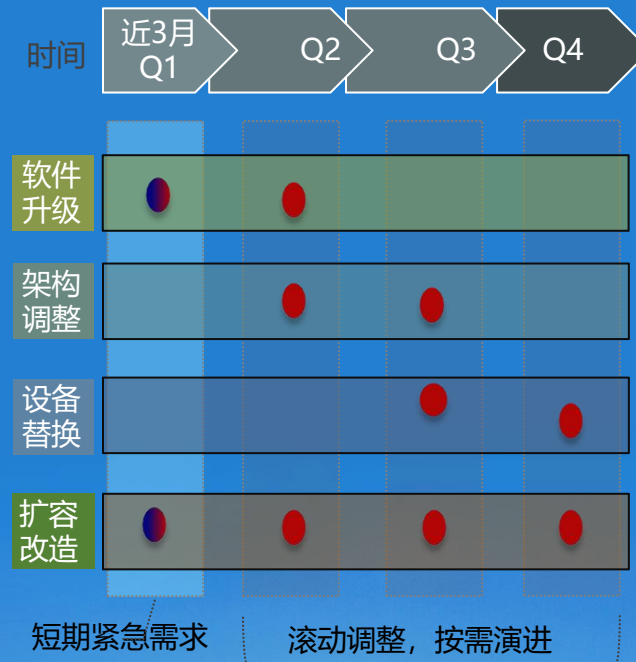 时间
近3月
Q1
Q2
Q3
Q4
软件
升级
架构
调整
设备
替换
扩容
改造
短期紧急需求
滚动调整，按需演进